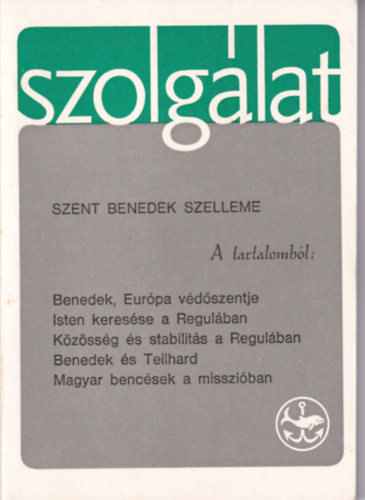 szolgálat
SZENT BENEDEK SZELLEME
A tartalomból:
Benedek, Európa védőszentje
Isten keresése a Regulában
Közösség és stabilitás a Regulában
Benedek és Teilhard
Magyar bencések a misszióban